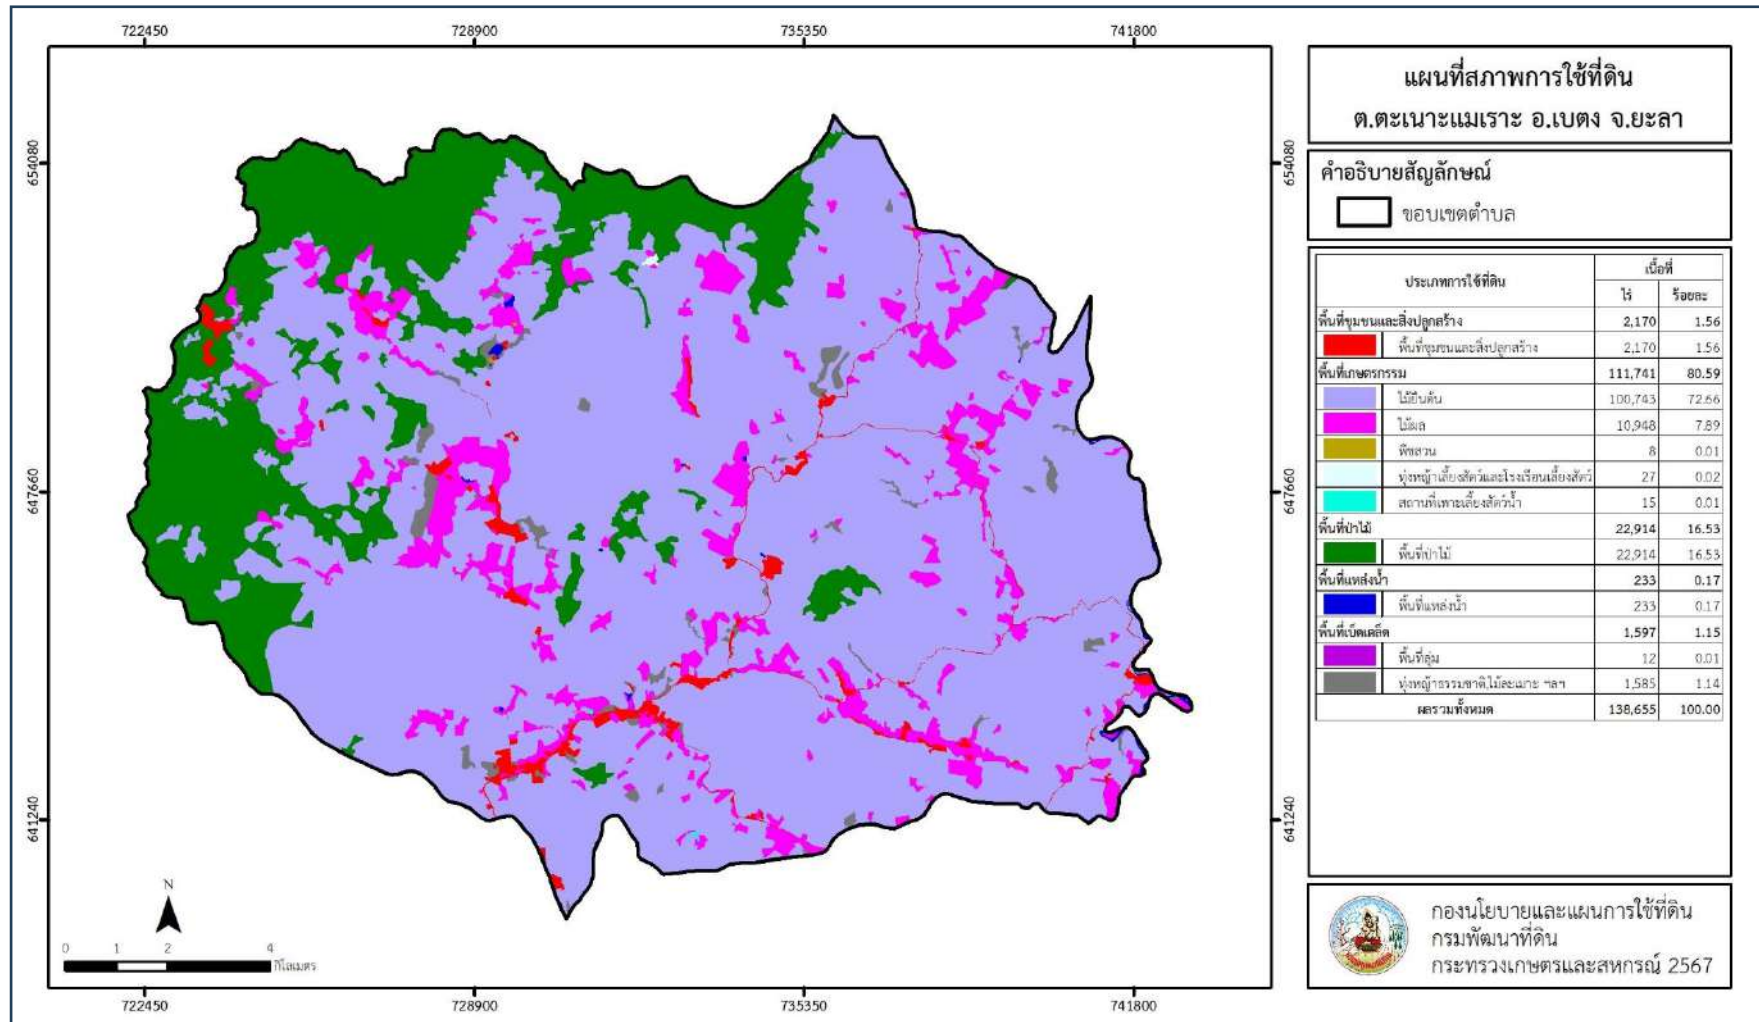 722450 728900 735350 741800
654080 654080
647660 647660
641240 641240
722450 728900 735350 741800
N
0 1 2 4
กิโลเมตร
แผนที่สภาพการใช้ที่ดิน
ต.ตะเนาะแมเราะ อ.เบตง จ.ยะลา
คำอธิบายสัญลักษณ์
ขอบเขตตำบล
ประเภทการใช้ที่ดิน เนื้อที่
ไร่ ร้อยละ
พื้นที่ชุมชนและสิ่งปลูกสร้าง 2,170 1.56
พื้นที่ชุมชนและสิ่งปลูกสร้าง 2,170 1.56
พื้นที่เกษตรกรรม 111,741 80.59
ไม้ยืนต้น 100,743 72.66
ไม้ผล 10,948 7.89
พืชสวน 8 0.01
ทุ่งหญ้าเลี้ยงสัตว์และโรงเรือนเลี้ยงสัตว์ 27 0.02
สถานที่เพาะเลี้ยงสัตว์น้ำ 15 0.01
พื้นที่ป่าไม้ 22,914 16.53
พื้นที่ป่าไม้ 22,914 16.53
พื้นที่แหล่งน้ำ 233 0.17
พื้นที่แหล่งน้ำ 233 0.17
พื้นที่เบ็ดเตล็ด 1,597 1.15
พื้นที่ลุ่ม 12 0.01
ทุ่งหญ้าธรรมชาติ,ไม้ละเมาะ ฯลฯ 1,585 1.14
ผลรวมทั้งหมด 138,655 100.00
กองนโยบายและแผนการใช้ที่ดิน
กรมพัฒนาที่ดิน
กระทรวงเกษตรและสหกรณ์ 2567